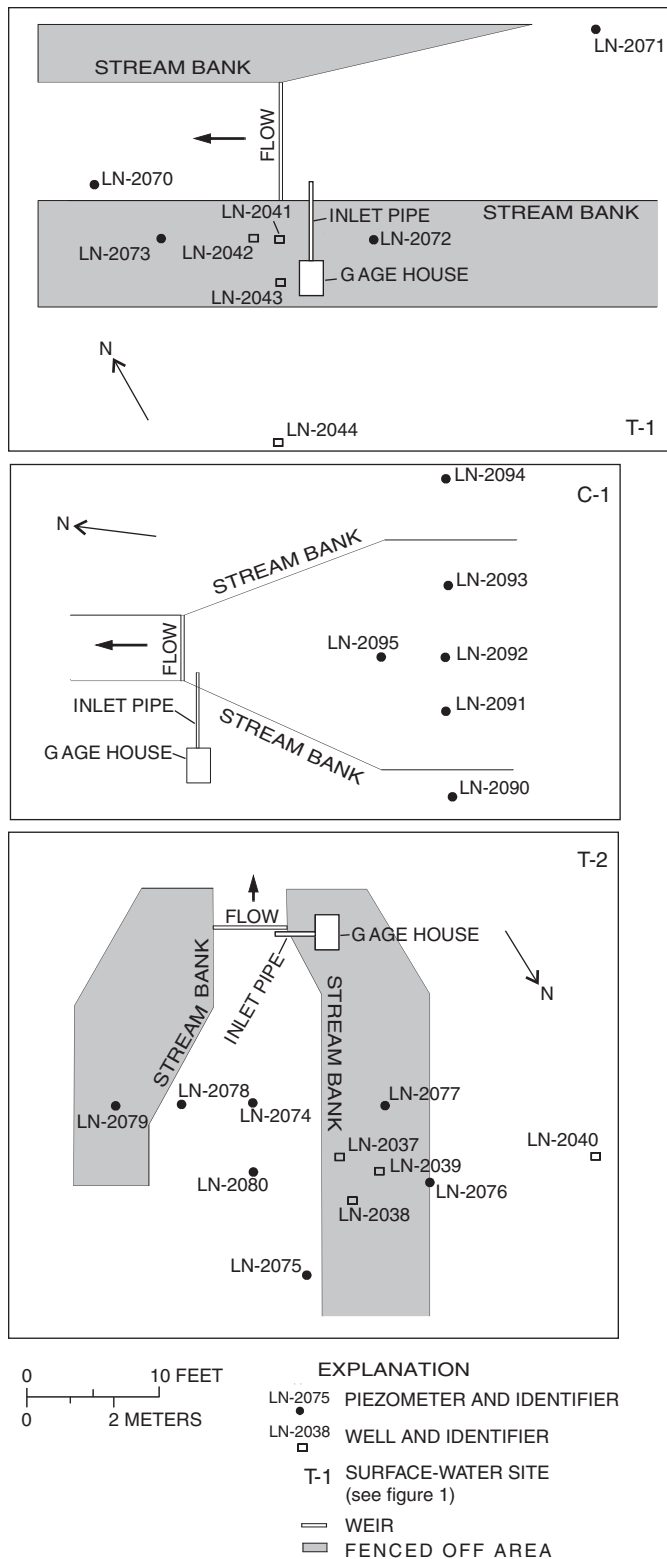 LN-2071
STREAM BANK
FLOW
LN-2070
LN-2041
STREAM BANK
INLET PIPE
LN-2073
LN-2042
LN-2072
GAGE HOUSE
LN-2043
N
LN-2044
T-1
LN-2094
C-1
N
STREAM BANK
LN-2093
FLOW
LN-2095
LN-2092
INLET PIPE
LN-2091
STREAM BANK
GAGE HOUSE
LN-2090
T-2
FLOW
GAGE HOUSE
STREAM BANK
INLET PIPE
N
STREAM BANK
LN-2078
LN-2077
LN-2079
LN-2074
LN-2037
LN-2040
LN-2039
LN-2080
LN-2076
LN-2038
LN-2075
0 10 FEET
0 2 METERS
EXPLANATION
LN-2075 PIEZOMETER AND IDENTIFIER
LN-2038 WELL AND IDENTIFIER
T-1 SURFACE-WATER SITE
(see figure 1)
WEIR
FENCED OFF AREA